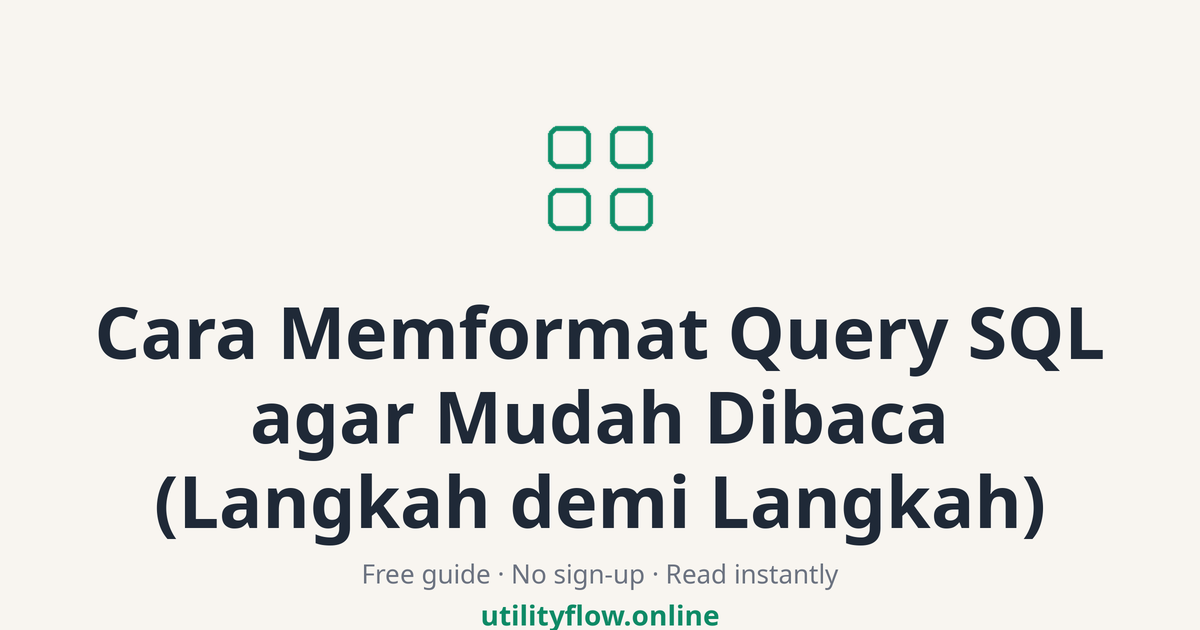 Cara Memformat Query SQL
agar Mudah Dibaca
(Langkah demi Langkah)
Free guide · No sign-up · Read instantly
utilityflow.online